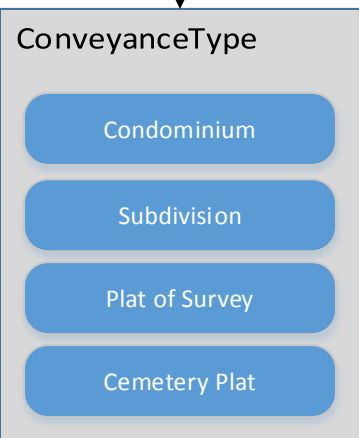 ConveyanceType
Condominium
Subdivision
Plat of Survey
Cemetery Plat